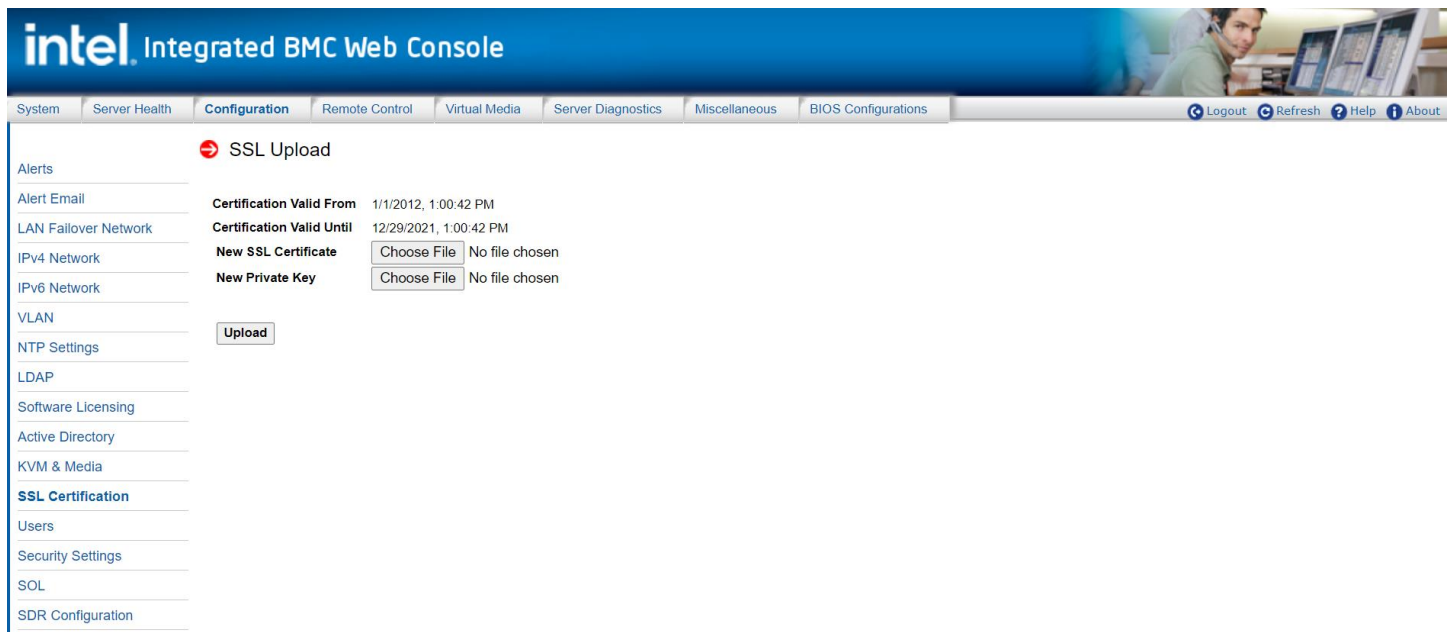 intel. Integrated BMC Web Console
System Server Health Configuration Remote Control Virtual Media Server Diagnostics Miscellaneous BIOS Configurations Logout Refresh Help About
SSL Upload
Alerts
Alert Email
LAN Failover Network
IPv4 Network
IPv6 Network
VLAN
NTP Settings
LDAP
Software Licensing
Active Directory
KVM & Media
SSL Certification
Users
Security Settings
SOL
SDR Configuration
Certification Valid From 1/1/2012, 1:00:42 PM
Certification Valid Until 12/29/2021, 1:00:42 PM
New SSL Certificate Choose File No file chosen
New Private Key Choose File No file chosen
Upload